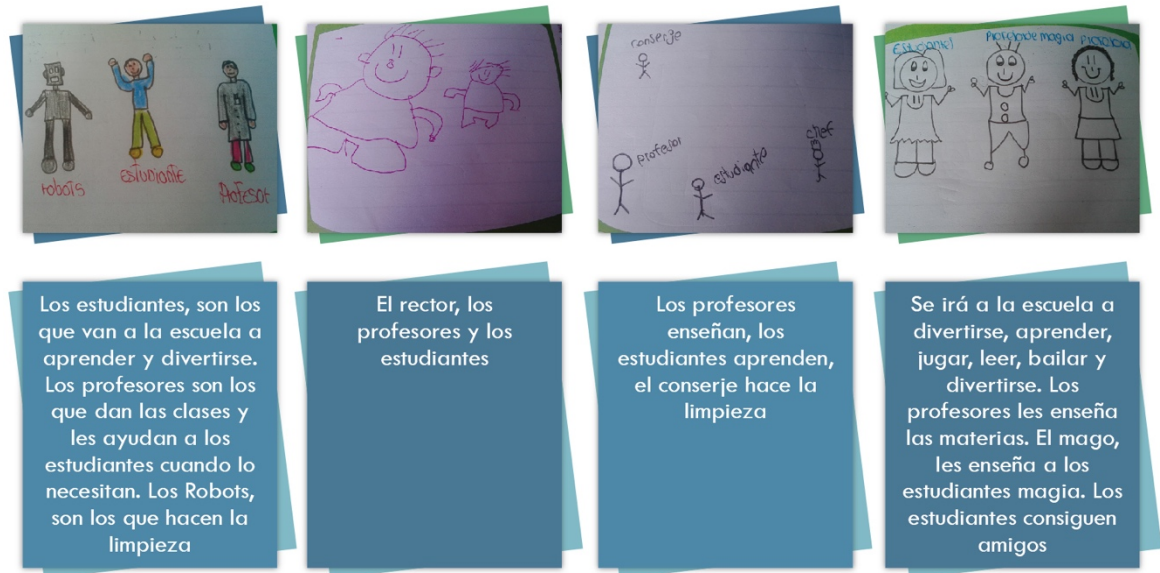 robots
estudiante
Profesor
conserje
profesor
estudiante
chef
Estudiante
Profesor de magia
Profesora
Los estudiantes, son los
que van a la escuela a
aprender y divertirse.
Los profesores son los
que dan las clases y
les ayudan a los
estudiantes cuando lo
necesitan. Los Robots,
son los que hacen la
limpieza
El rector, los
profesores y los
estudiantes
Los profesores
enseñan, los
estudiantes aprenden,
el conserje hace la
limpieza
Se irá a la escuela a
divertirse, aprender,
jugar, leer, bailar y
divertirse. Los
profesores les enseña
las materias. El mago,
les enseña a los
estudiantes magia. Los
estudiantes consiguen
amigos